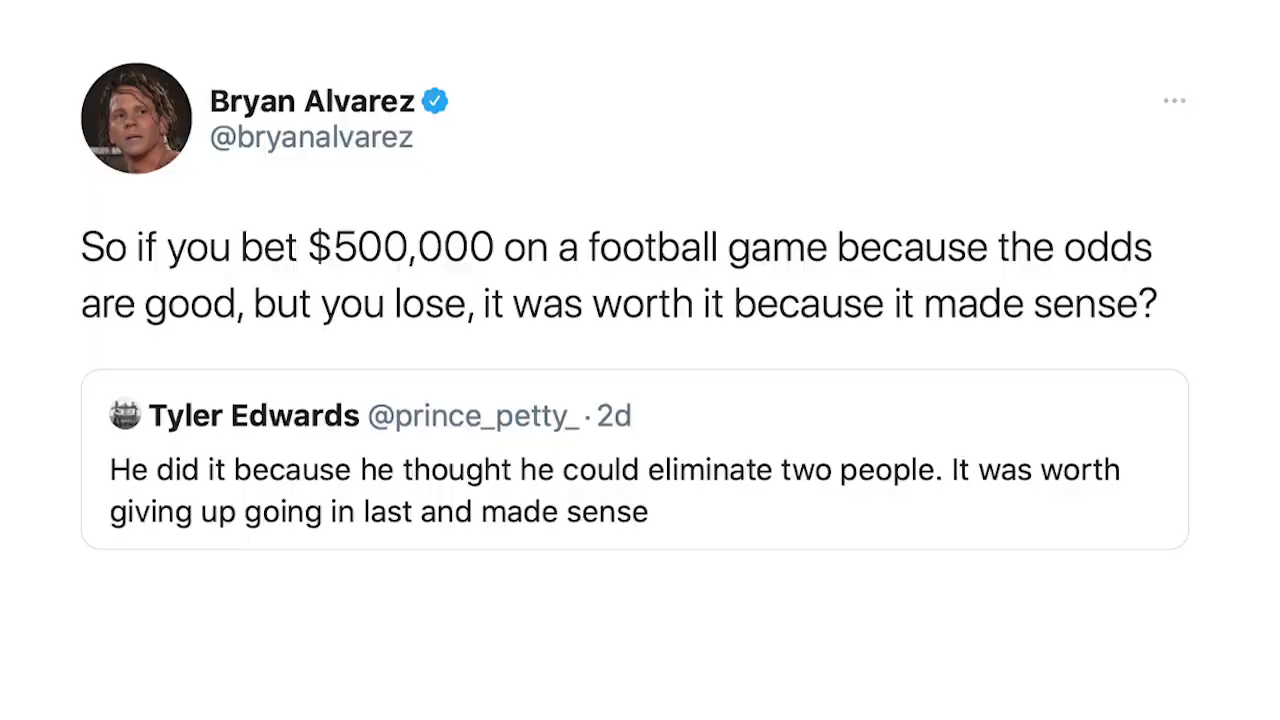 Bryan Alvarez
@bryanalvarez
So if you bet $500,000 on a football game because the odds
are good, but you lose, it was worth it because it made sense?
Tyler Edwards @prince_petty_ · 2d
He did it because he thought he could eliminate two people. It was worth
giving up going in last and made sense